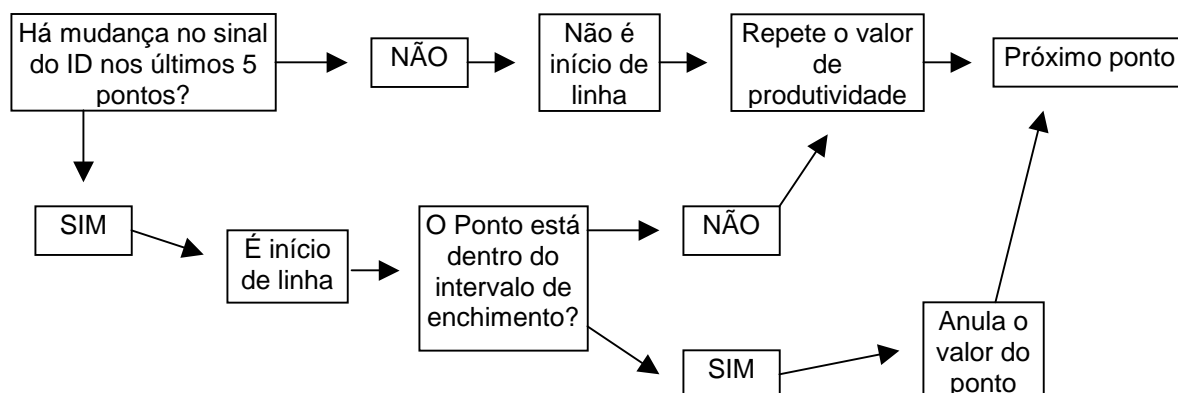 Há mudança no sinal
do ID nos últimos 5
pontos?
NÃO
Não é
início de
linha
Repete o valor
de
produtividade
Próximo ponto
SIM
É início
de linha
O Ponto está
dentro do
intervalo de
enchimento?
NÃO
SIM
Anula o
valor do
ponto